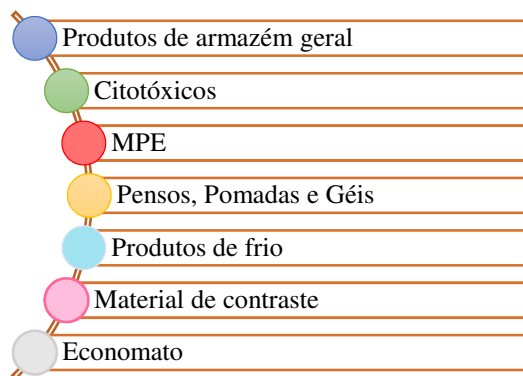 Produtos de armazém geral
Citotóxicos
MPE
Pensos, Pomadas e Géis
Produtos de frio
Material de contraste
Economato